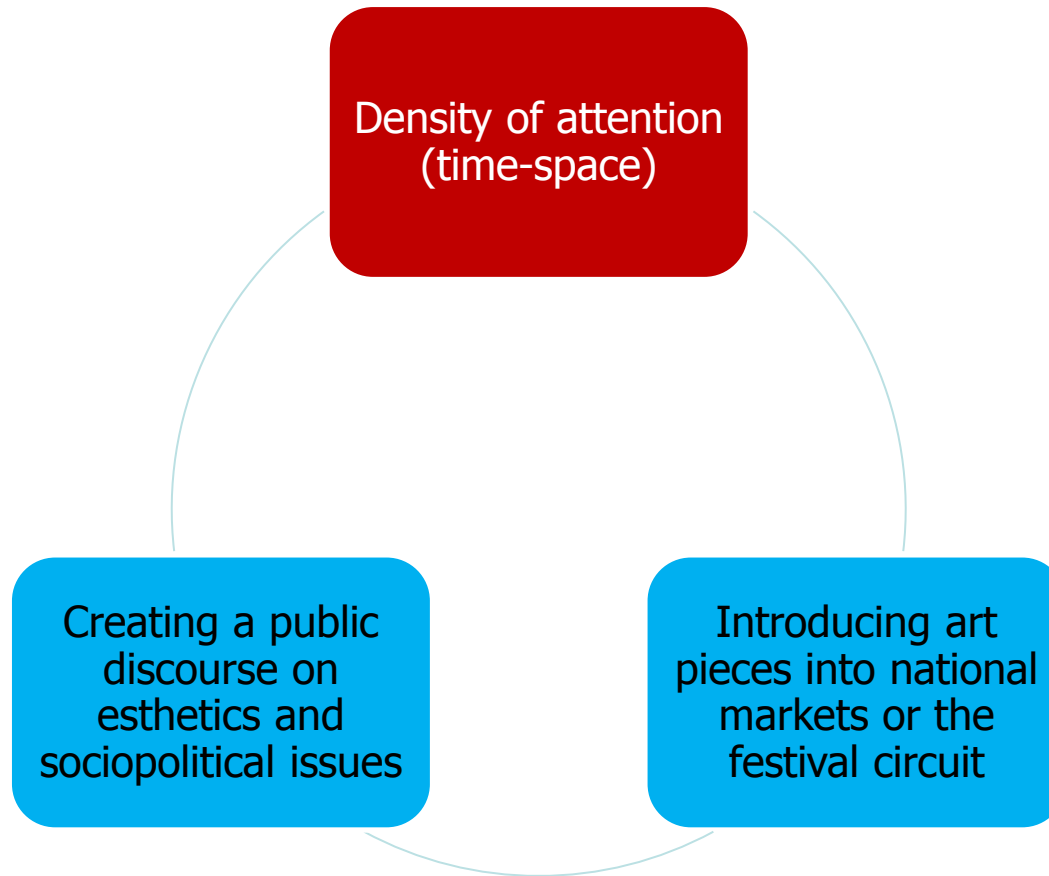 Density of attention
(time-space)
Creating a public
discourse on
esthetics and
sociopolitical issues
Introducing art
pieces into national
markets or the
festival circuit